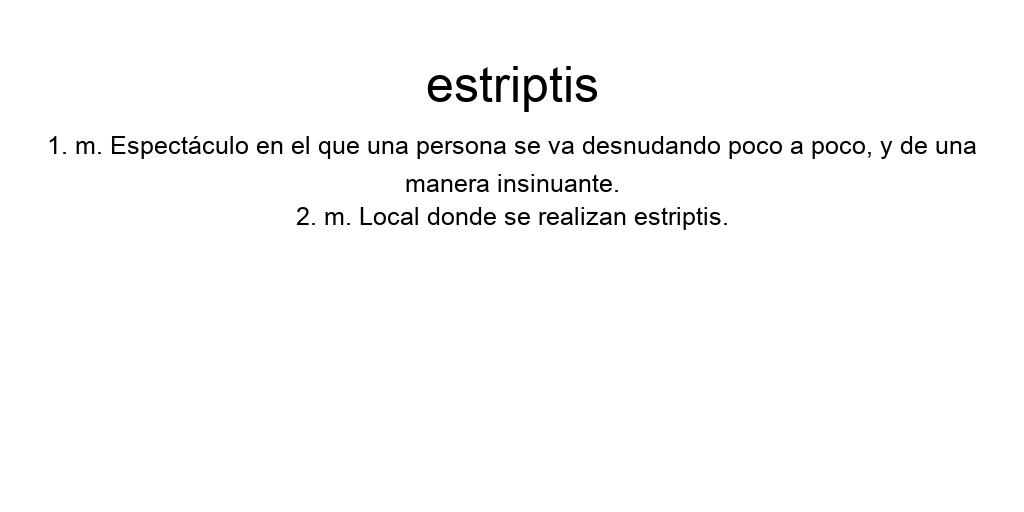 estriptis
1. m. Espectáculo en el que una persona se va desnudando poco a poco, y de una
manera insinuante.
2. m. Local donde se realizan estriptis.